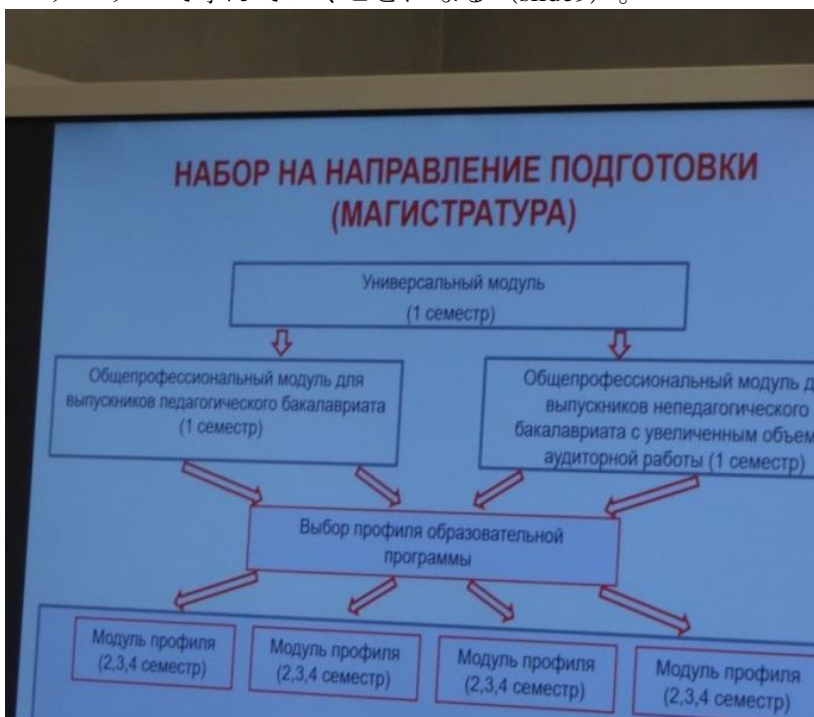 (slide9)。
НАБОР НА НАПРАВЛЕНИЕ ПОДГОТОВКИ
(МАГИСТРАТУРА)
Универсальный модуль
(1 семестр)
Общепрофессиональный модуль для
выпускников педагогического бакалавриата
(1 семестр)
Общепрофессиональный модуль
выпускников непедагогического
бакалавриата с увеличенным
аудиторной работы (1 семестр)
Выбор профиля образовательной
программы
Модуль профиля
(2,3,4 семестр)
Модуль профиля
(2,3,4 семестр)
Модуль профиля
(2,3,4 семестр)
Модуль профиля
(2,3,4 семестр)